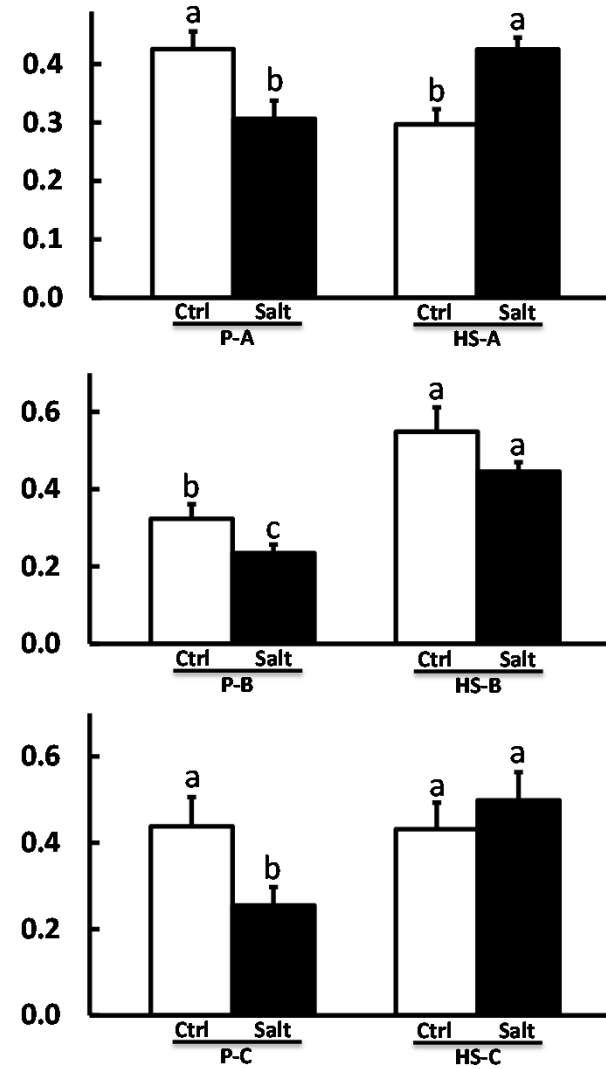 a
a
0.4
b
b
0.3
0.2
0.1
0.0
Ctrl Salt Ctrl Salt
P-A HS-A
0.6
a
a
b
0.4
c
0.2
0.0
Ctrl Salt Ctrl Salt
P-B HS-B
0.6
a
a
a
0.4
b
0.2
0.0
Ctrl Salt Ctrl Salt
P-C HS-C